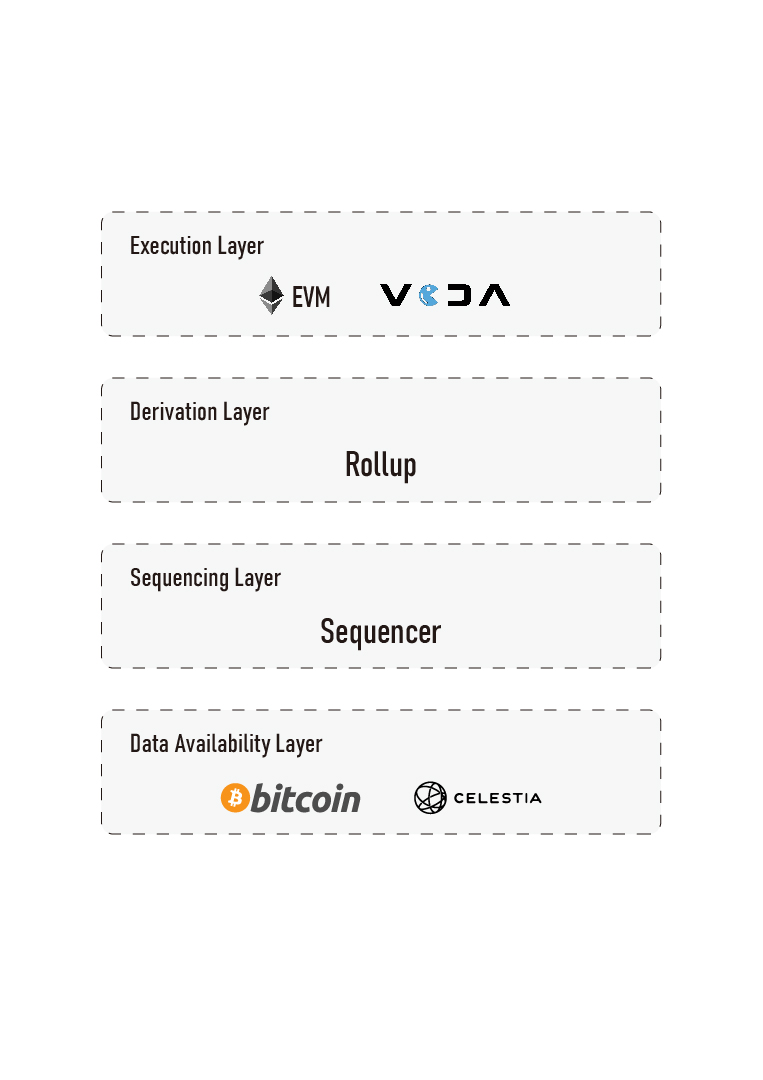 Execution Layer
EVM VEDA
Derivation Layer
Rollup
Sequencing Layer
Sequencer
Data Availability Layer
bitcoin CELESTIA